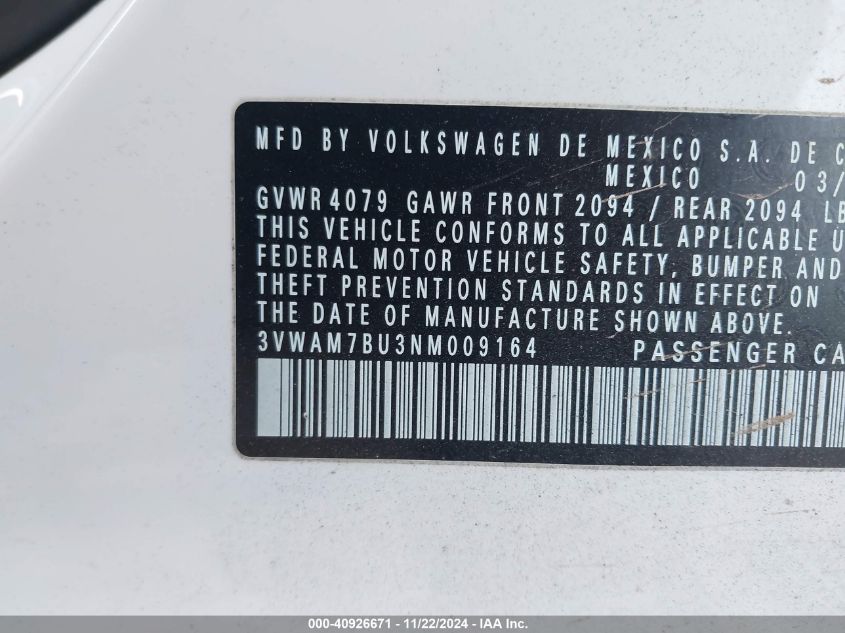 MFD BY VOLKSWAGEN DE MEXICO S.A. DE C
MEXICO 03/
GVWR 4079 GAWR FRONT 2094 / REAR 2094 LB
THIS VEHICLE CONFORMS TO ALL APPLICABLE U
FEDERAL MOTOR VEHICLE SAFETY, BUMPER AND
THEFT PREVENTION STANDARDS IN EFFECT ON
THE DATE OF MANUFACTURE SHOWN ABOVE.
3VWAM7BU3NM009164 PASSENGER CA
000-40926671 - 11/22/2024 - IAA Inc.